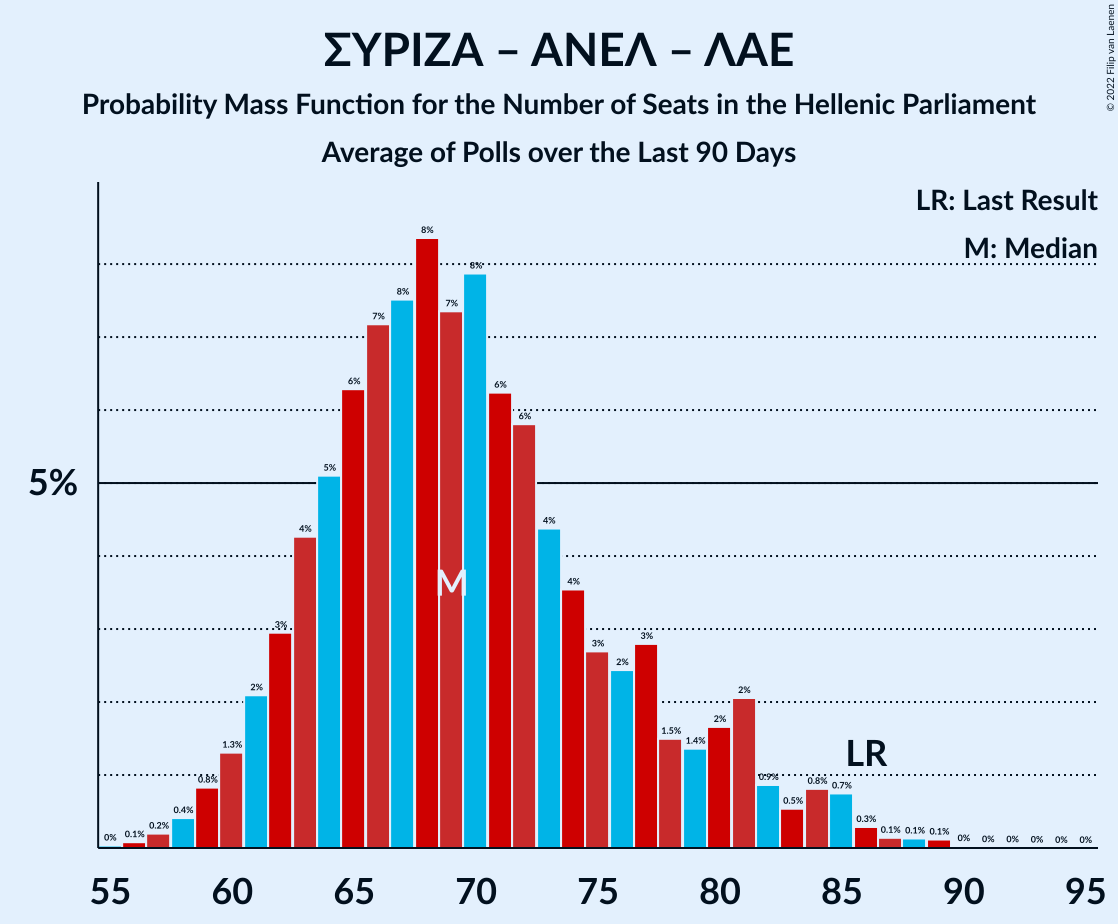 ΣΥΡΙΖΑ – ΑΝΕΛ – ΛΑΕ
Probability Mass Function for the Number of Seats in the Hellenic Parliament
Average of Polls over the Last 90 Days
© 2022 Filip van Laenen
LR: Last Result
M: Median
5%
0% 0.1% 0.2% 0.4% 0.8% 1.3% 2% 3% 4% 5% 6% 7% 8% 8% 7% 8% 6% 6% 4% 4% 3% 2% 3% 1.5% 1.4% 2% 2% 0.9% 0.5% 0.8% 0.7% 0.3% 0.1% 0.1% 0.1% 0% 0% 0% 0% 0% 0%
M
LR
55 60 65 70 75 80 85 90 95